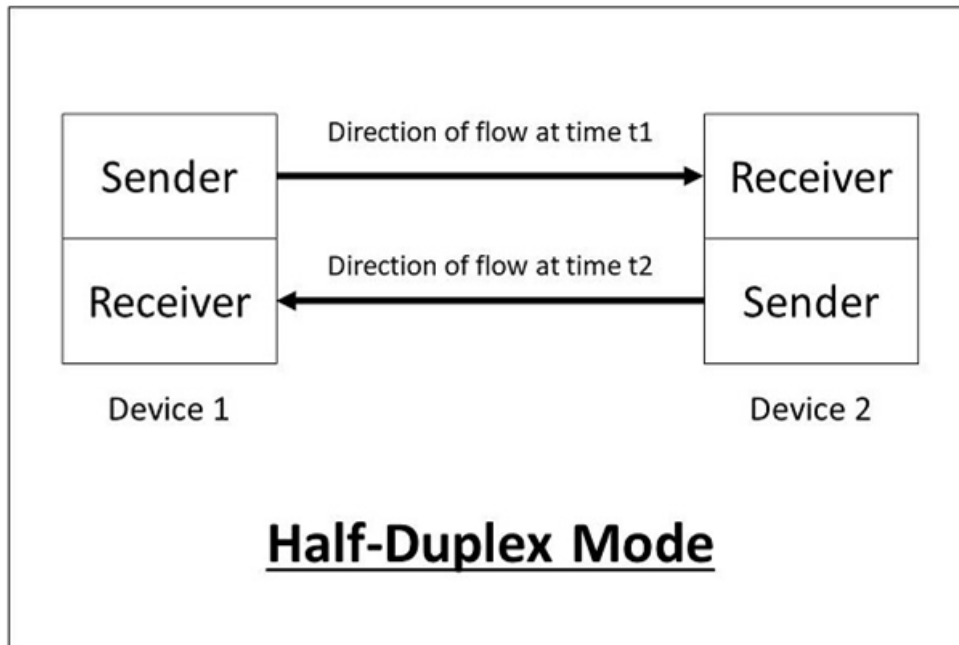 Direction of flow at time t1
Sender
Receiver
Direction of flow at time t2
Receiver
Sender
Device 1
Device 2
Half-Duplex Mode